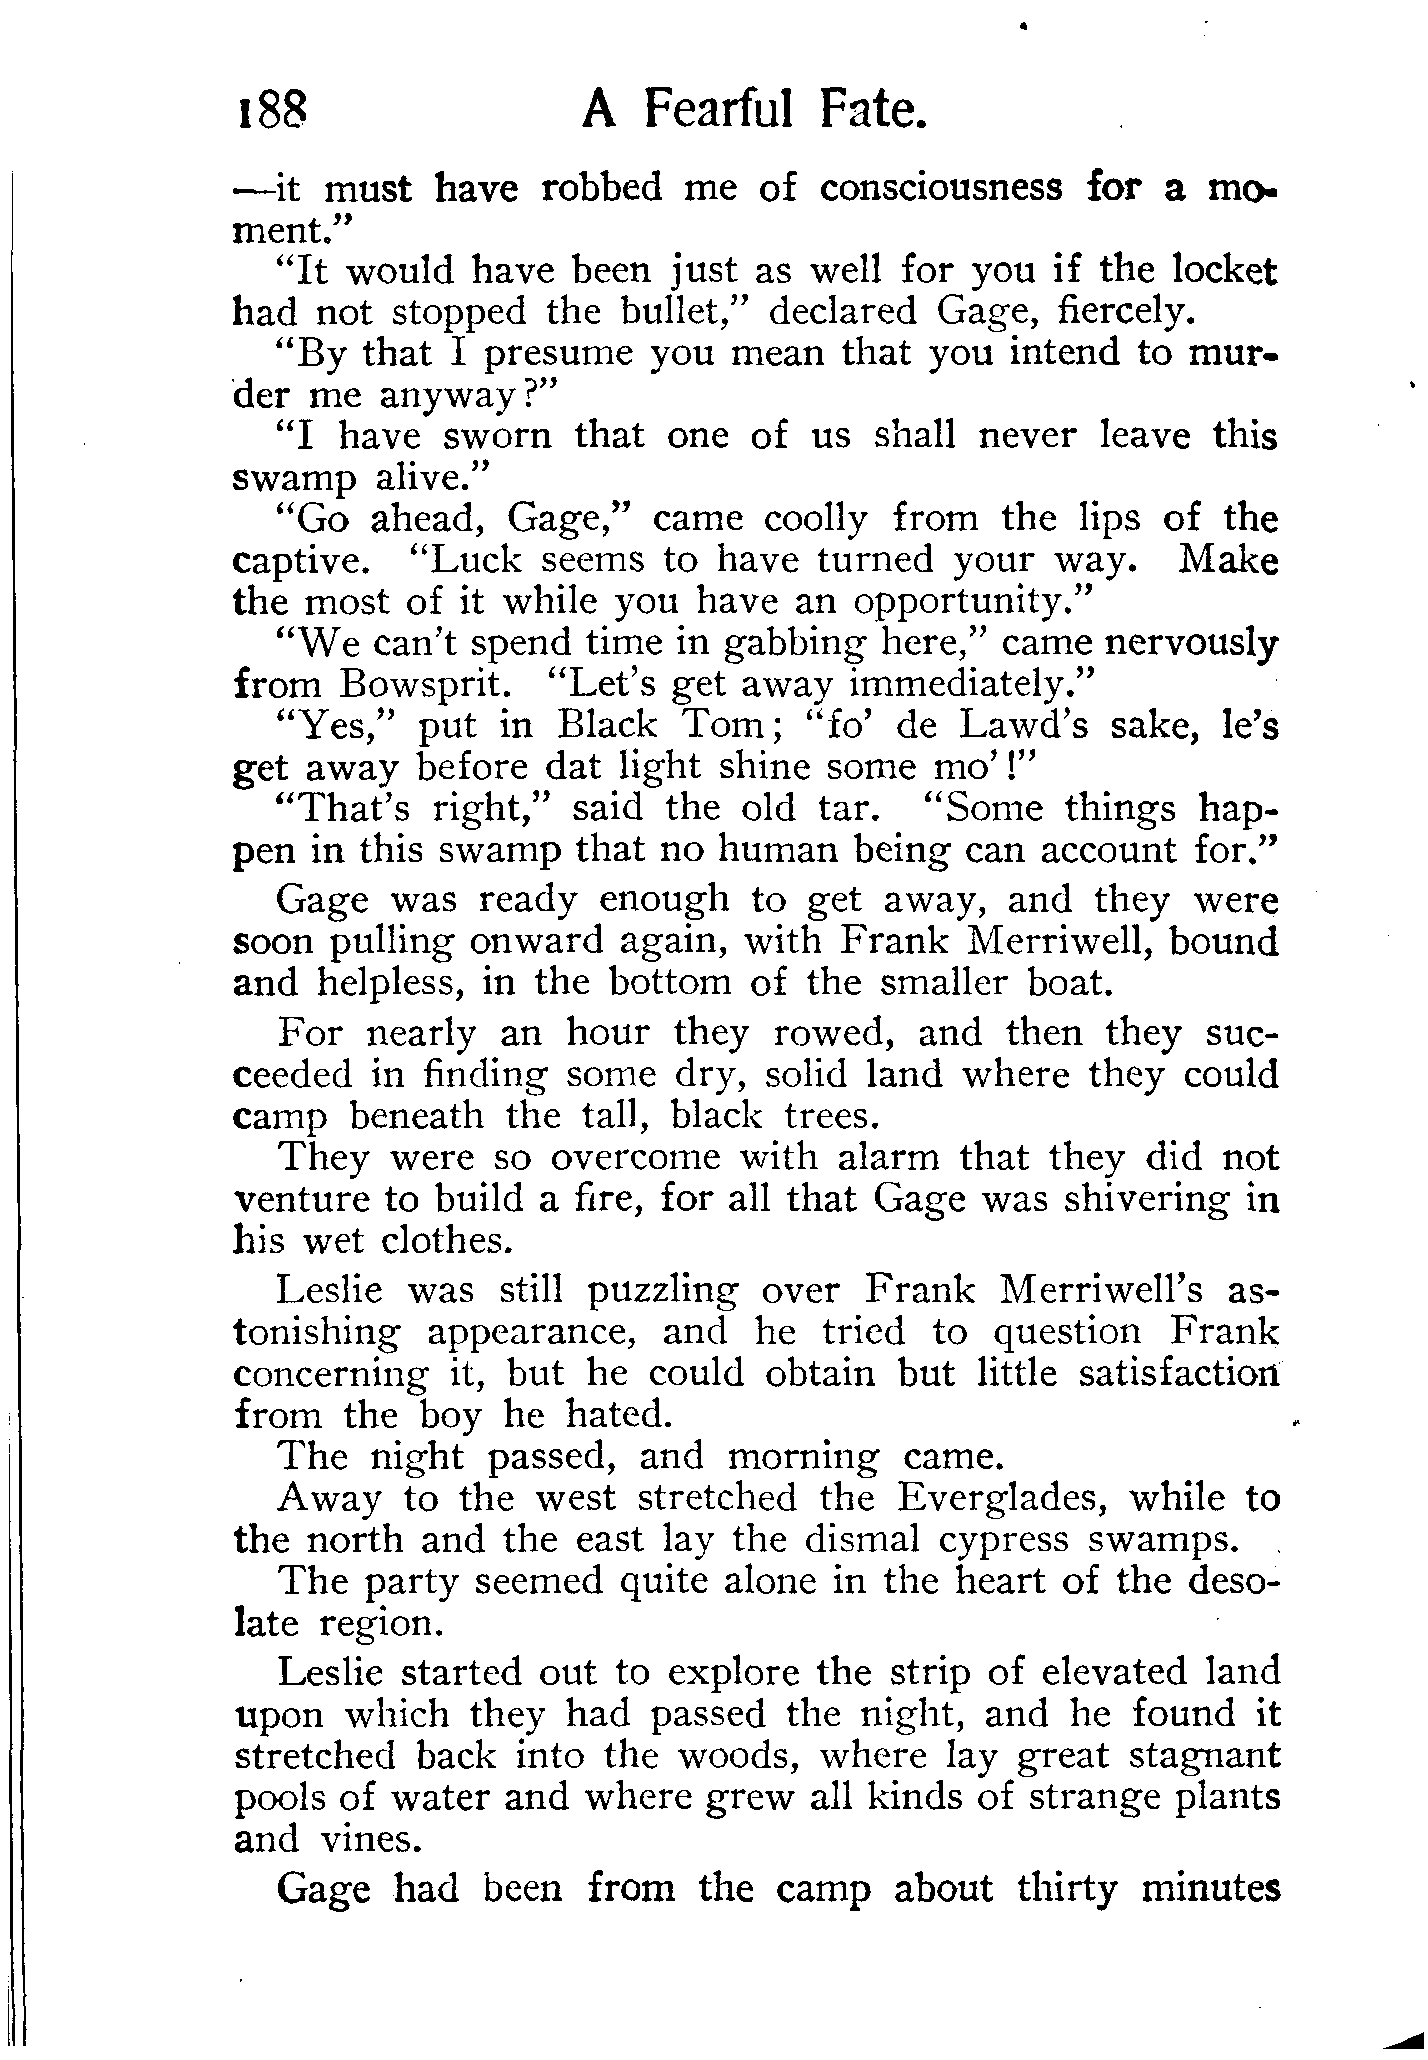 188 A Fearful Fate.
—it must have robbed me of consciousness for a mo-
ment."
"It would have been just as well for you if the locket
had not stopped the bullet," declared Gage, fiercely.
"By that I presume you mean that you intend to mur-
der me anyway?"
"I have sworn that one of us shall never leave this
swamp alive."
"Go ahead, Gage," came coolly from the lips of the
captive. "Luck seems to have turned your way. Make
the most of it while you have an opportunity."
"We can't spend time in gabbing here," came nervously
from Bowsprit. "Let's get away immediately."
"Yes," put in Black Tom; "fo' de Lawd's sake, le's
get away before dat light shine some mo'!"
"That's right," said the old tar. "Some things hap-
pen in this swamp that no human being can account for."
Gage was ready enough to get away, and they were
soon pulling onward again, with Frank Merriwell, bound
and helpless, in the bottom of the smaller boat.
For nearly an hour they rowed, and then they suc-
ceeded in finding some dry, solid land where they could
camp beneath the tall, black trees.
They were so overcome with alarm that they did not
venture to build a fire, for all that Gage was shivering in
his wet clothes.
Leslie was still puzzling over Frank Merriwell's as-
tonishing appearance, and he tried to question Frank
concerning it, but he could obtain but little satisfaction
from the boy he hated.
The night passed, and morning came.
Away to the west stretched the Everglades, while to
the north and the east lay the dismal cypress swamps.
The party seemed quite alone in the heart of the deso-
late region.
Leslie started out to explore the strip of elevated land
upon which they had passed the night, and he found it
stretched back into the woods, where lay great stagnant
pools of water and where grew all kinds of strange plants
and vines.
Gage had been from the camp about thirty minutes